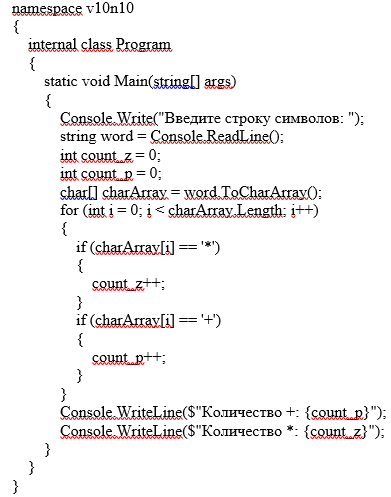 namespace v10n10
{
internal class Program
{
static void Main(string[] args)
{
Console.Write("Введите строку символов: ");
string word = Console.ReadLine();
int count_z = 0;
int count_p = 0;
char[] charArray = word.ToCharArray();
for (int i = 0; i < charArray.Length; i++)
{
if (charArray[i] == '*')
{
count_z++;
}
if (charArray[i] == '+')
{
count_p++;
}
}
Console.WriteLine($"Количество +: {count_p}");
Console.WriteLine($"Количество *: {count_z}");
}
}
}